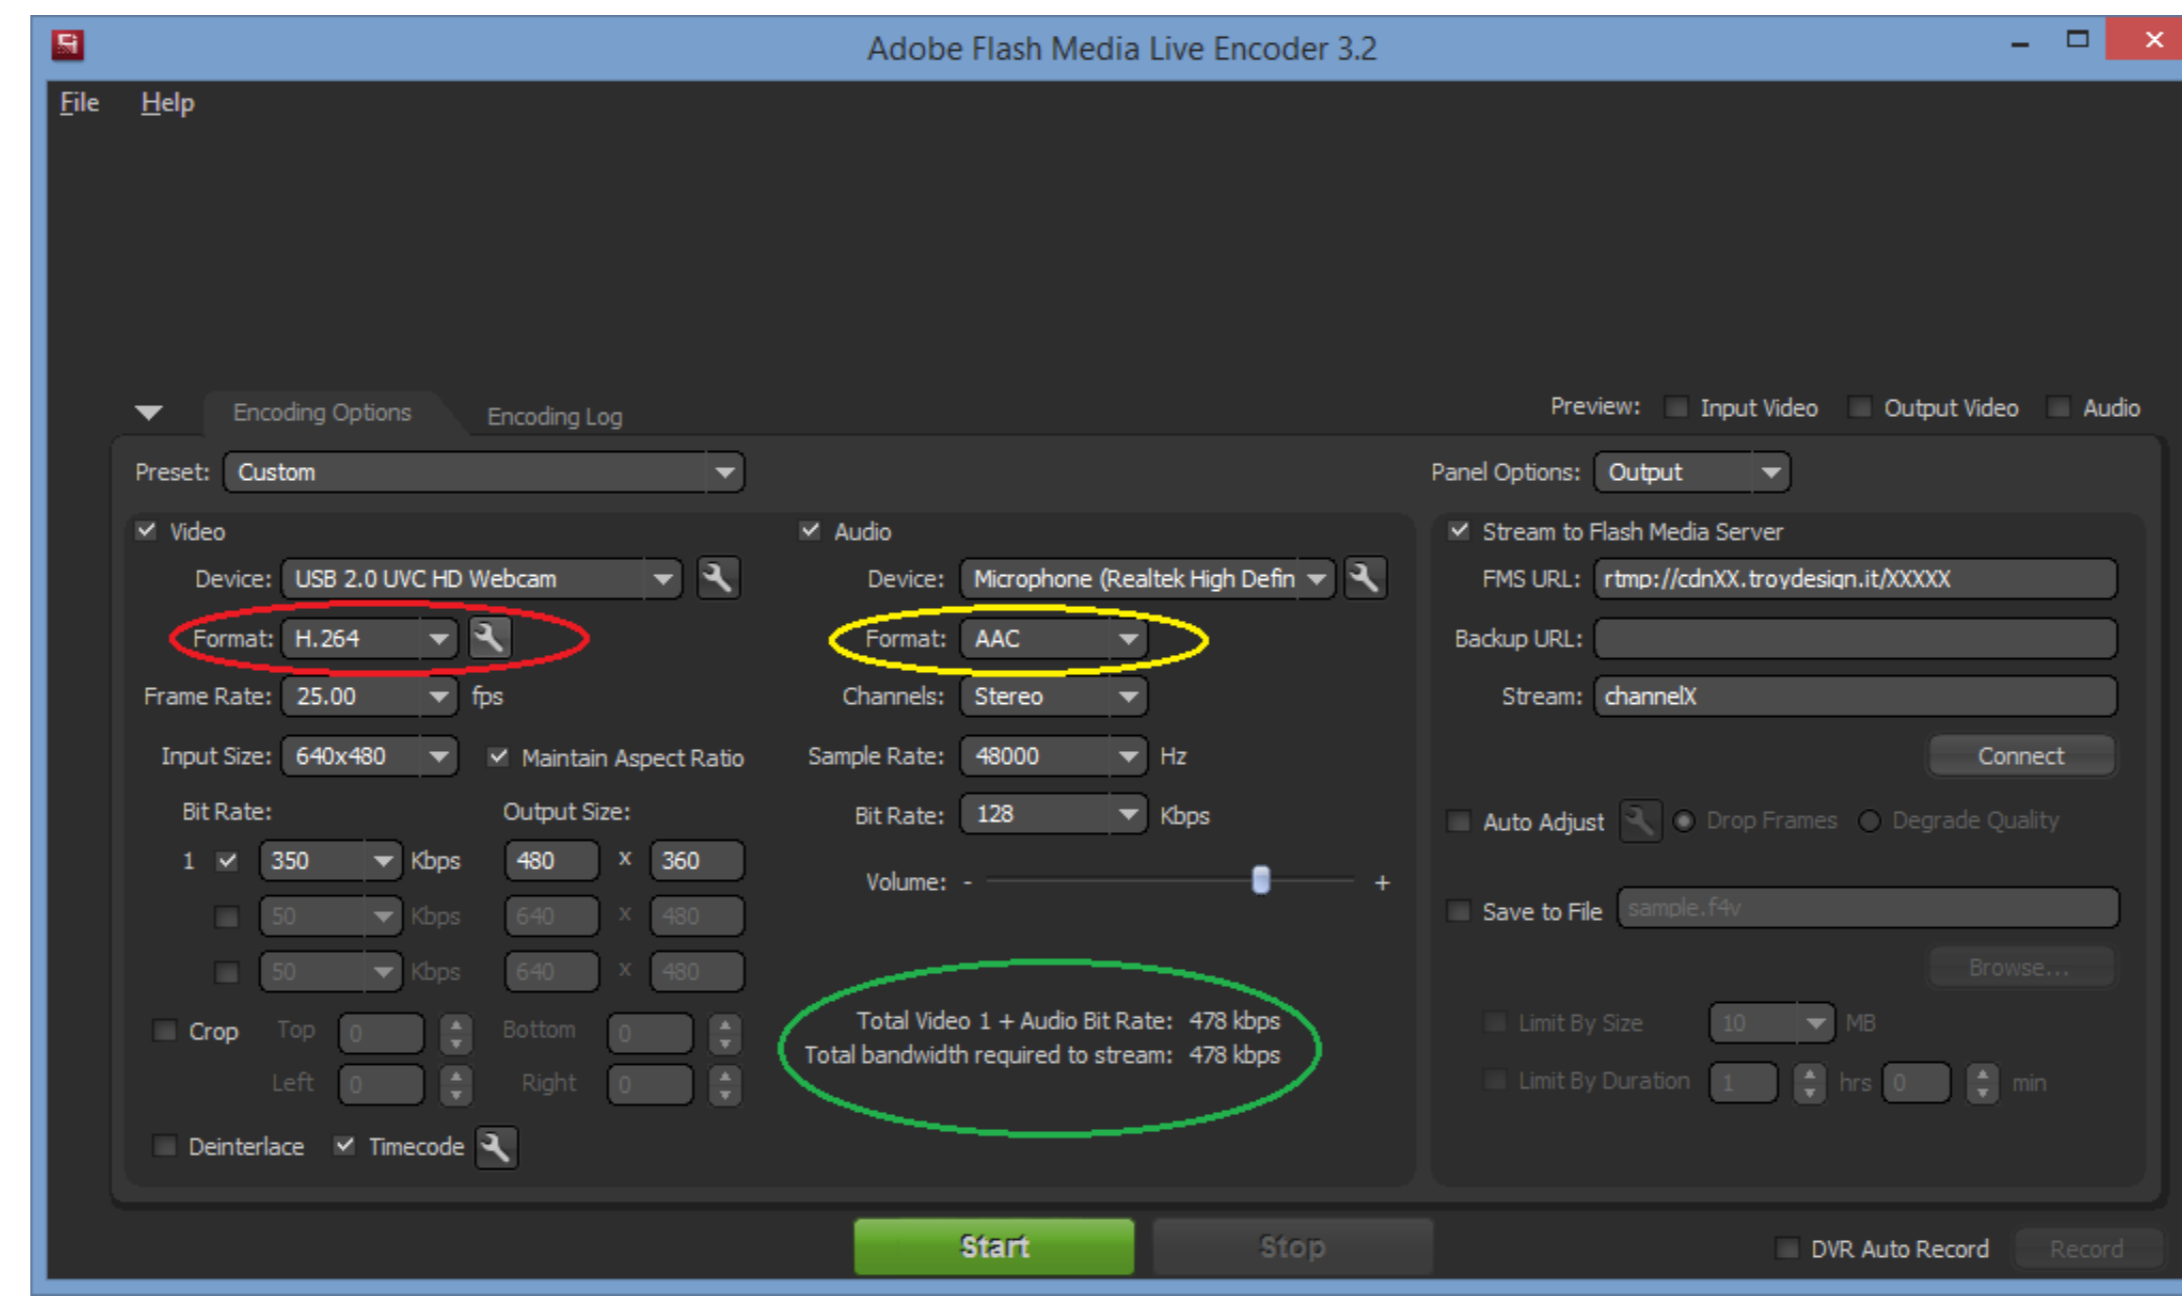 Adobe Flash Media Live Encoder 3.2
File Help
Encoding Options Encoding Log Preview: Input Video Output Video Audio
Preset: Custom Panel Options: Output
Video Audio Stream to Flash Media Server
Device: USB 2.0 UVC HD Webcam Device: Microphone (Realtek High Defin FMS URL: rtmp://cdnXX.troydesign.it/XXXXX
Format: H.264 Format: AAC Backup URL:
Frame Rate: 25.00 fps Channels: Stereo Stream: channelX
Input Size: 640x480 Maintain Aspect Ratio Sample Rate: 48000 Hz Connect
Bit Rate: Output Size: Bit Rate: 128 Kbps Auto Adjust Drop Frames Degrade Quality
1 350 Kbps 480 x 360 Volume: - +
50 Kbps 640 x 480 Save to File sample.f4v
50 Kbps 640 x 480 Browse...
Crop Top 0 Bottom 0 Total Video 1 + Audio Bit Rate: 478 kbps Limit By Size 10 MB
Total bandwidth required to stream: 478 kbps
Left 0 Right 0 Limit By Duration 1 hrs 0 min
Deinterlace Timecode
Start Stop DVR Auto Record Record